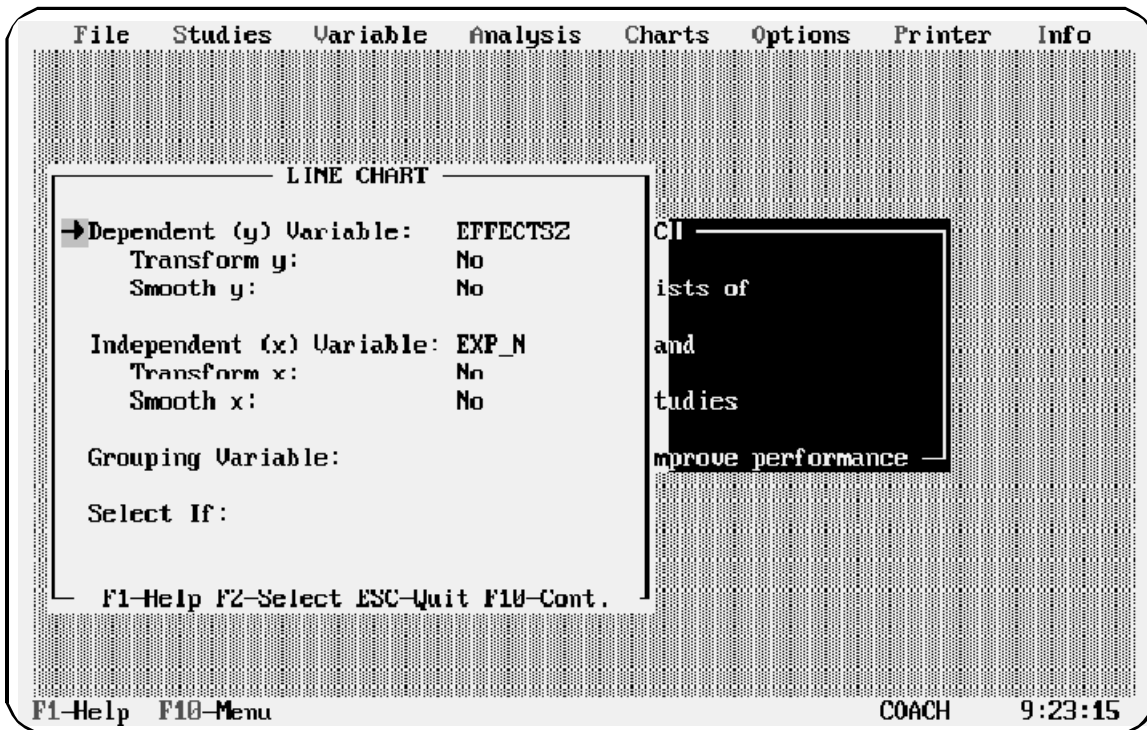 File Studies Variable Analysis Charts Options Printer Info
LINE CHART
Dependent (y) Variable: EFFECTSZ
Transform y: No
Smooth y: No
Independent (x) Variable: EXP_N
Transform x: No
Smooth x: No
Grouping Variable:
Select If:
F1-Help F2-Select ESC-Quit F10-Cont.
CH
ists of
and
tudies
mprove performance
F1-Help F10-Menu COACH 9:23:15